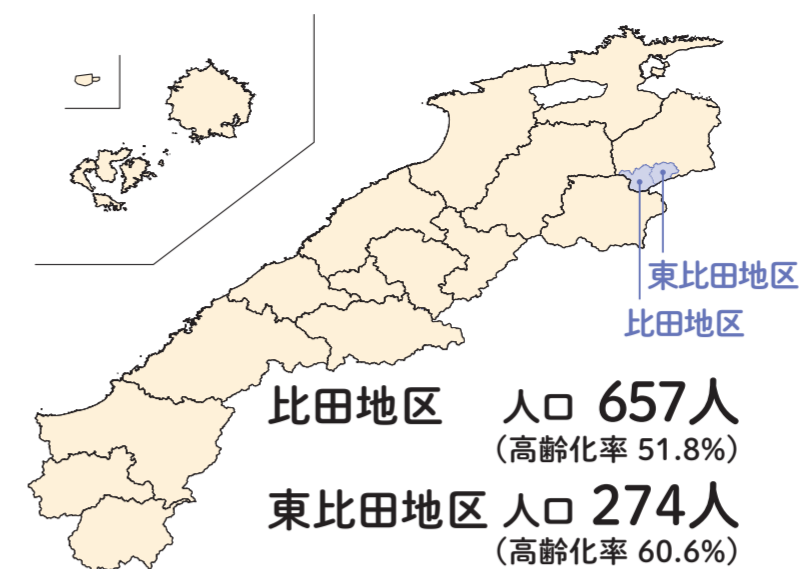 東比田地区
比田地区
比田地区 人口 657人
（高齢化率 51.8%）
東比田地区 人口 274人
（高齢化率 60.6%）